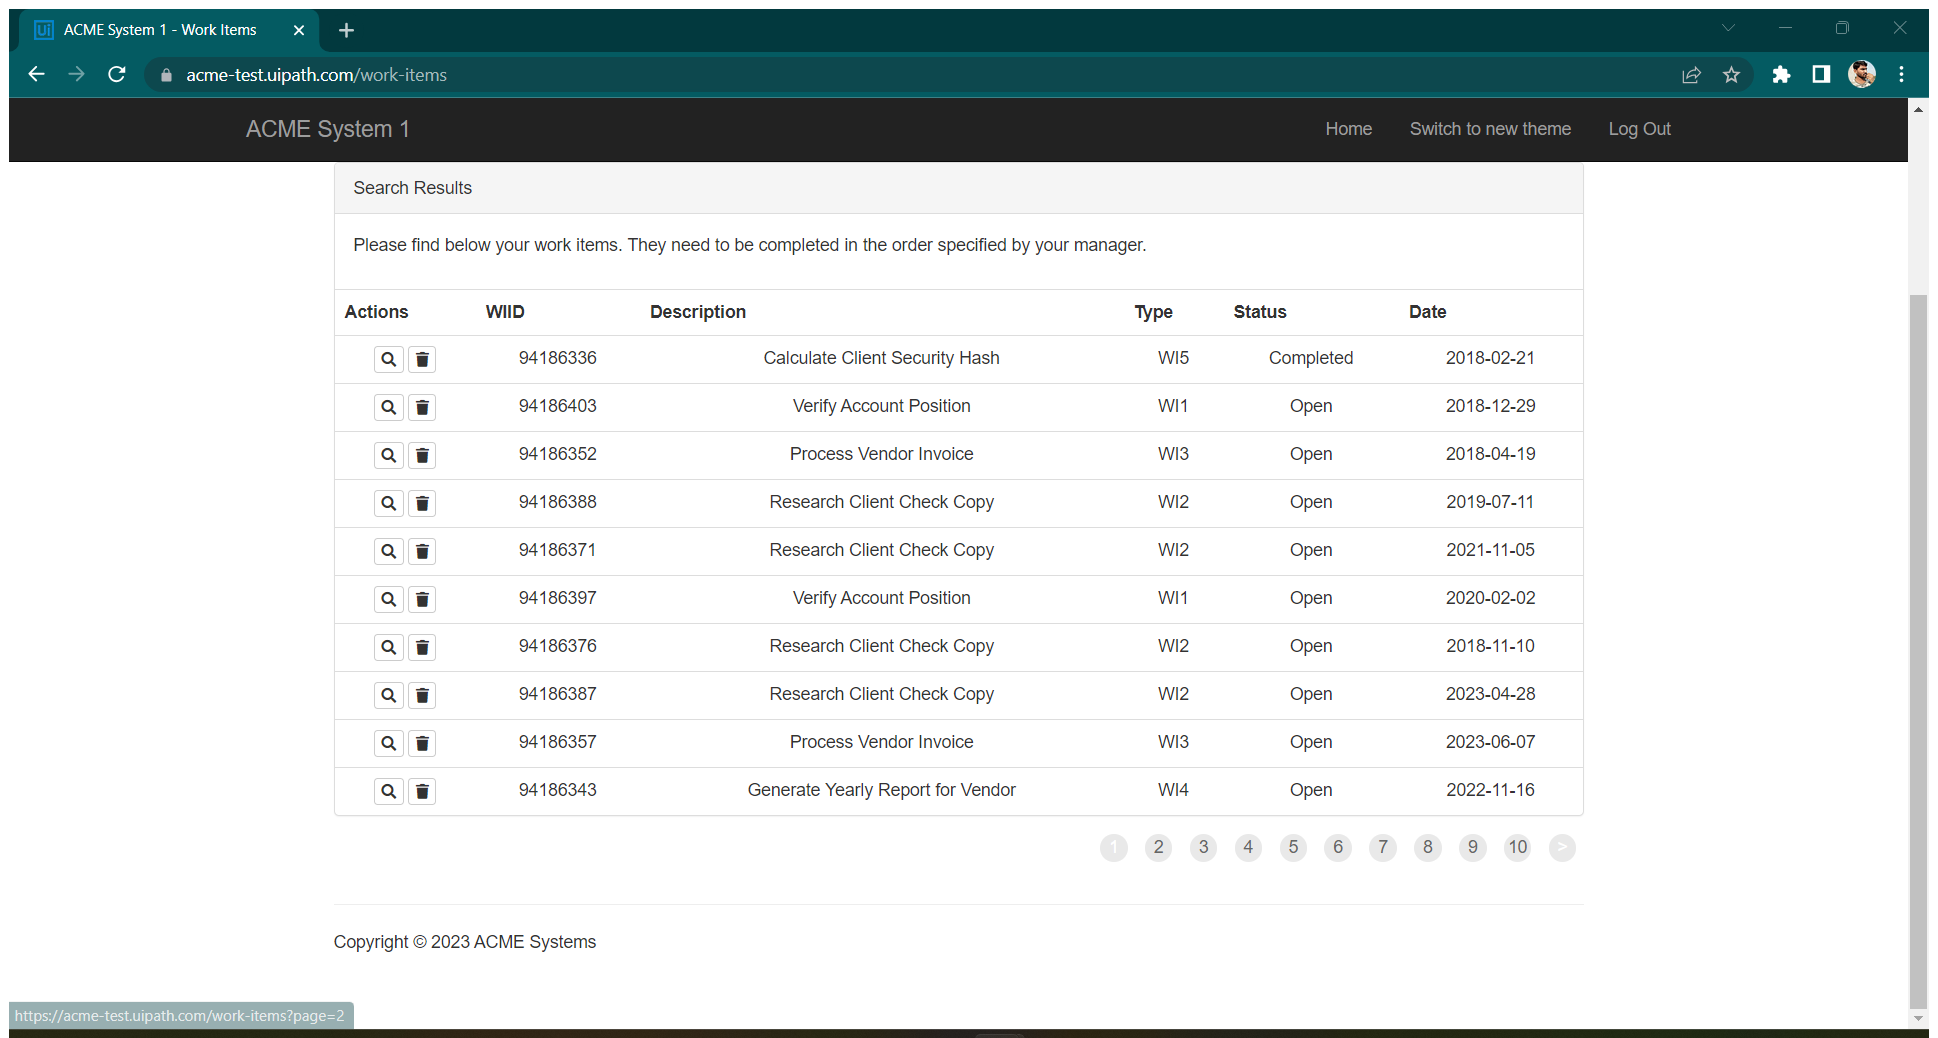 Ui ACME System 1 - Work Items
acme-test.uipath.com/work-items
ACME System 1 Home Switch to new theme Log Out
Search Results
Please find below your work items. They need to be completed in the order specified by your manager.
Actions WIID Description Type Status Date
94186336 Calculate Client Security Hash WI5 Completed 2018-02-21
94186403 Verify Account Position WI1 Open 2018-12-29
94186352 Process Vendor Invoice WI3 Open 2018-04-19
94186388 Research Client Check Copy WI2 Open 2019-07-11
94186371 Research Client Check Copy WI2 Open 2021-11-05
94186397 Verify Account Position WI1 Open 2020-02-02
94186376 Research Client Check Copy WI2 Open 2018-11-10
94186387 Research Client Check Copy WI2 Open 2023-04-28
94186357 Process Vendor Invoice WI3 Open 2023-06-07
94186343 Generate Yearly Report for Vendor WI4 Open 2022-11-16
1 2 3 4 5 6 7 8 9 10 >
Copyright © 2023 ACME Systems
https://acme-test.uipath.com/work-items?page=2